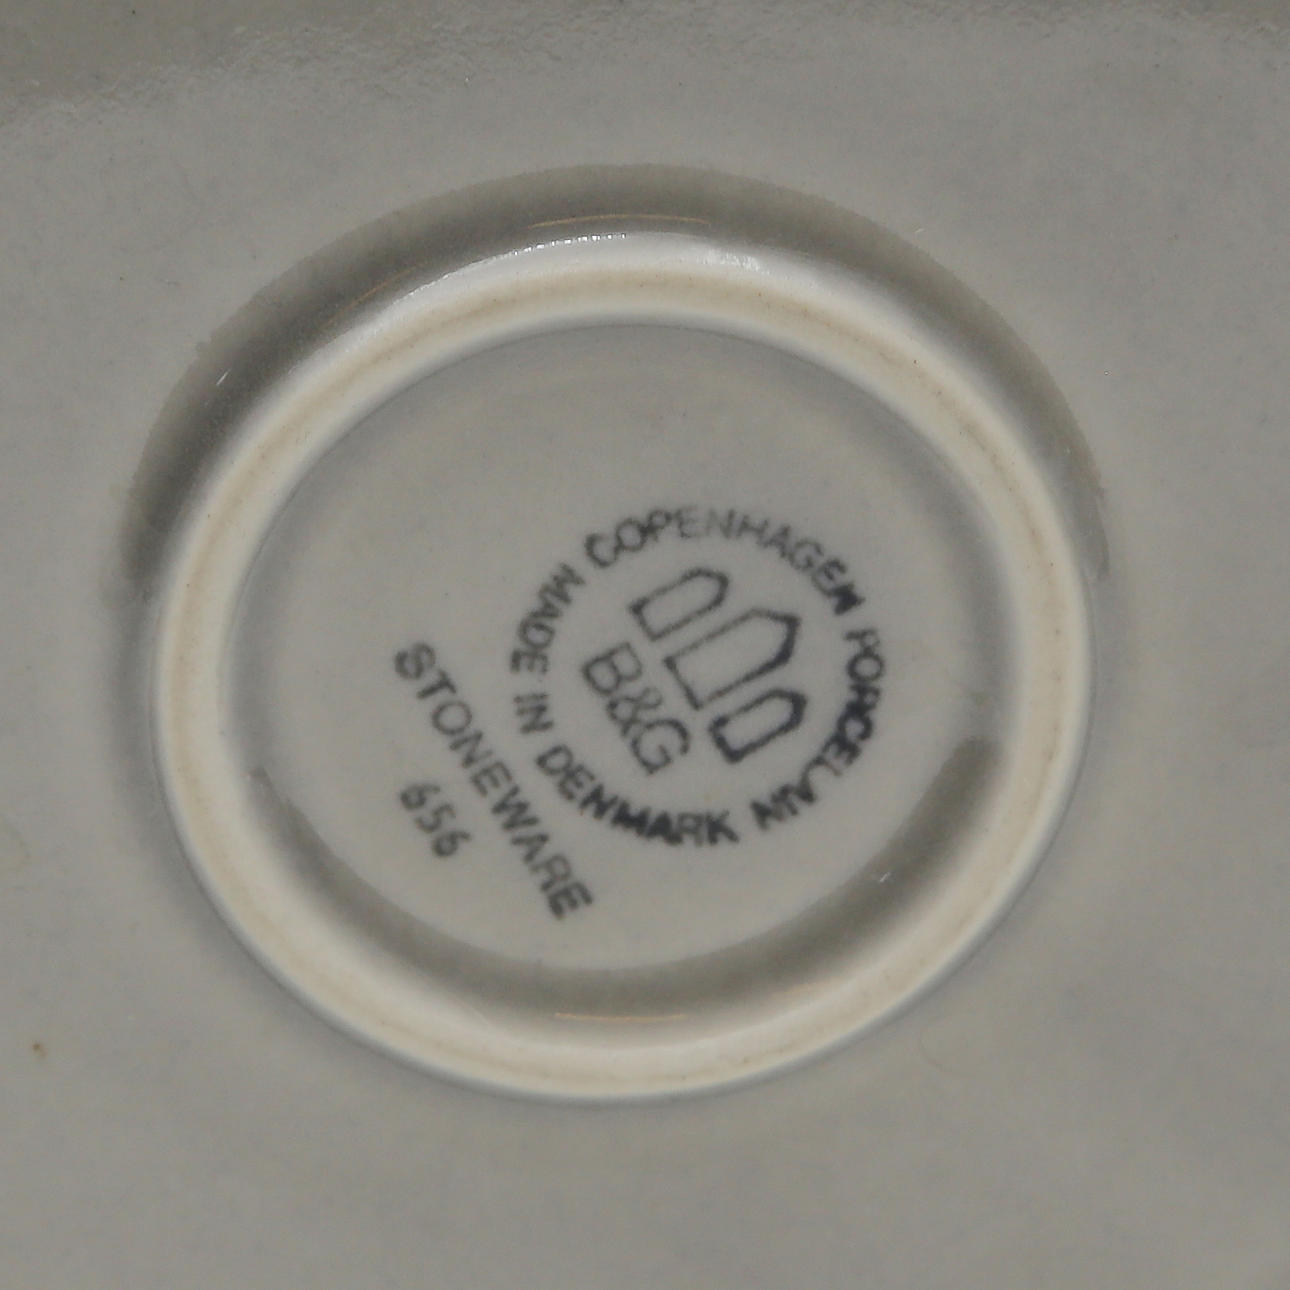 COPENHAGEN PORCELAIN
MADE IN DENMARK
B&G
STONEWARE
656